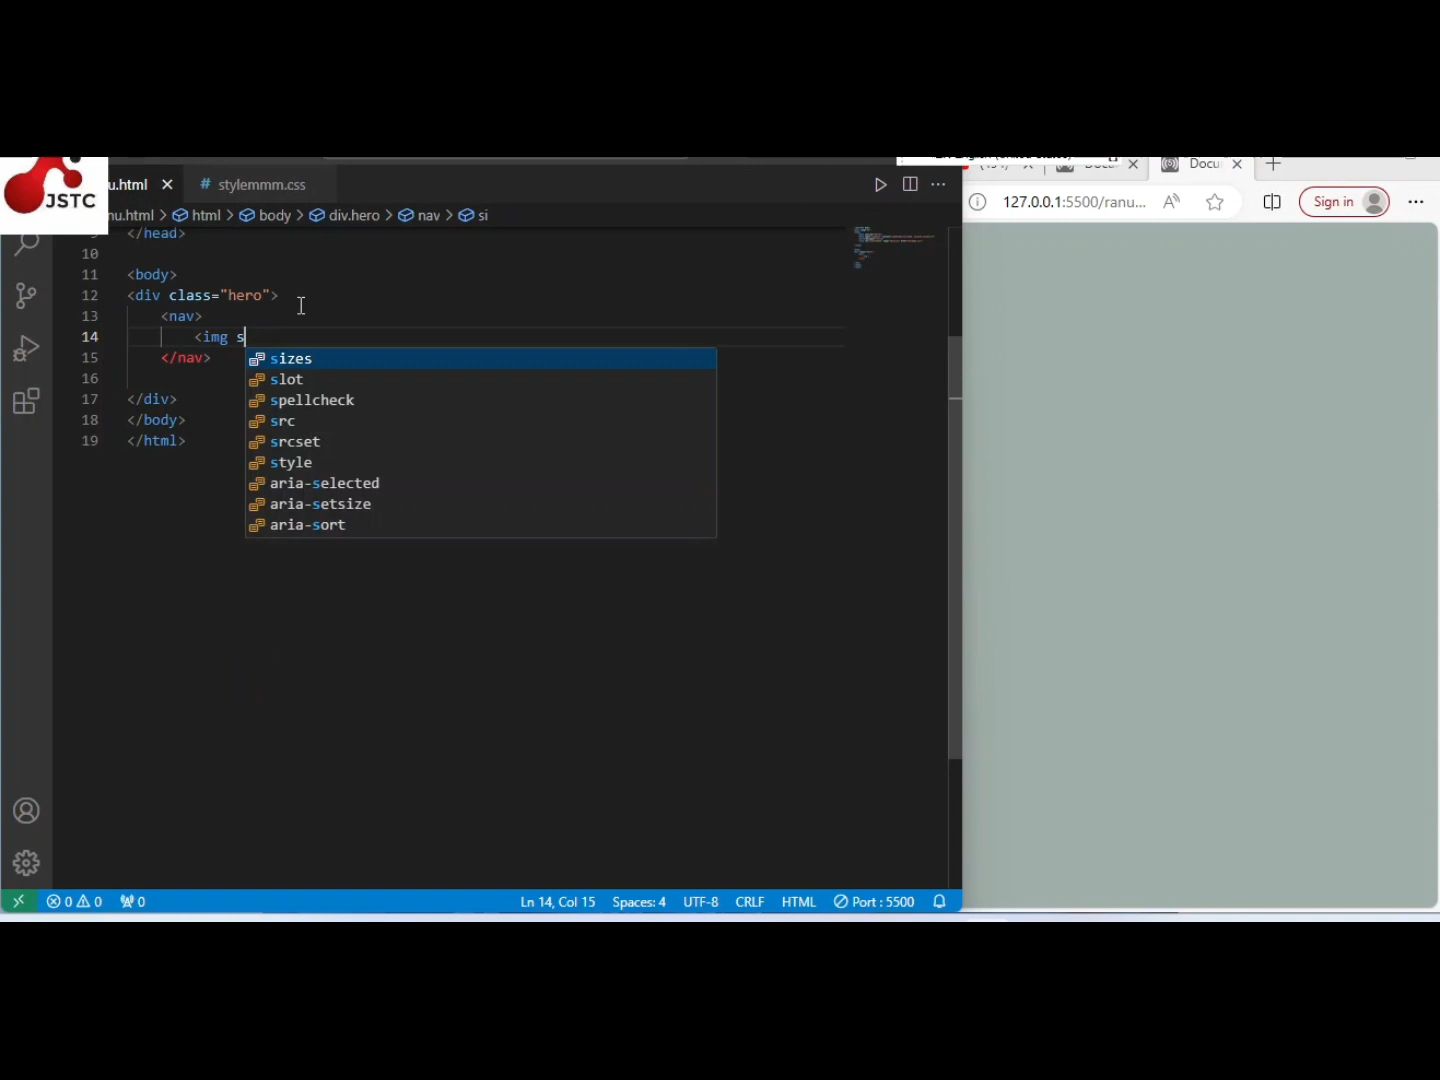 JSTC
u.html
# stylemmm.css
Docu
127.0.0.1:5500/ranu...
Sign in
nu.html > html > body > div.hero > nav > si
</head>
10
11 <body>
12 <div class="hero">
13 <nav>
14 <img s
15 </nav>
16
17 </div>
18 </body>
19 </html>
sizes
slot
spellcheck
src
srcset
style
aria-selected
aria-setsize
aria-sort
0 0 0
Ln 14, Col 15 Spaces: 4 UTF-8 CRLF HTML Port : 5500